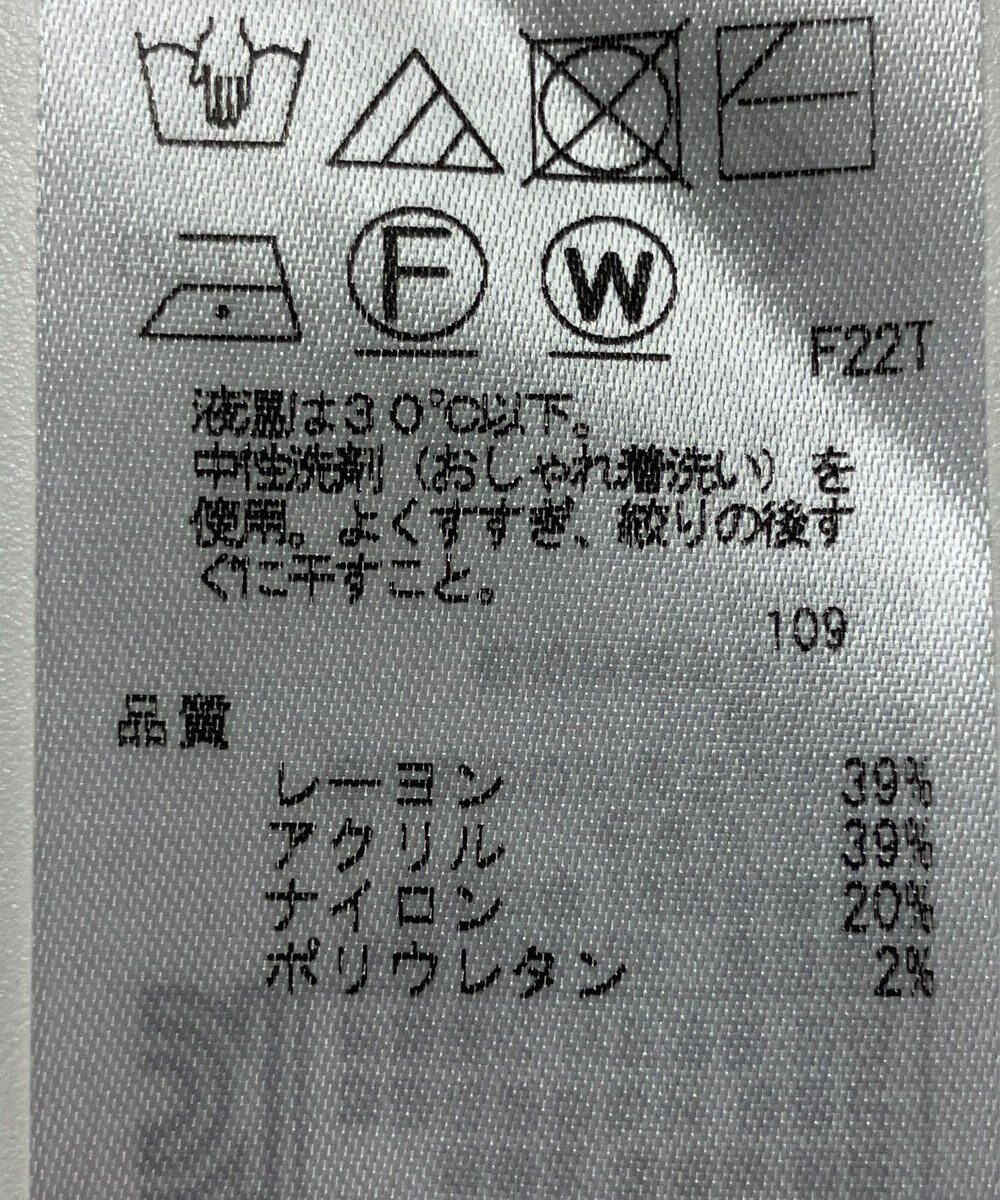 F W
F22T
液温は30℃以下。
中性洗剤（おしゃれ着洗い）を
使用。よくすすぎ、絞りの後す
ぐに干すこと。
109
品質
レーヨン 39%
アクリル 39%
ナイロン 20%
ポリウレタン 2%